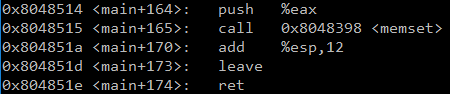 0x8048514 <main+164>: push %eax
0x8048515 <main+165>: call 0x8048398 <memset>
0x804851a <main+170>: add %esp,12
0x804851d <main+173>: leave
0x804851e <main+174>: ret